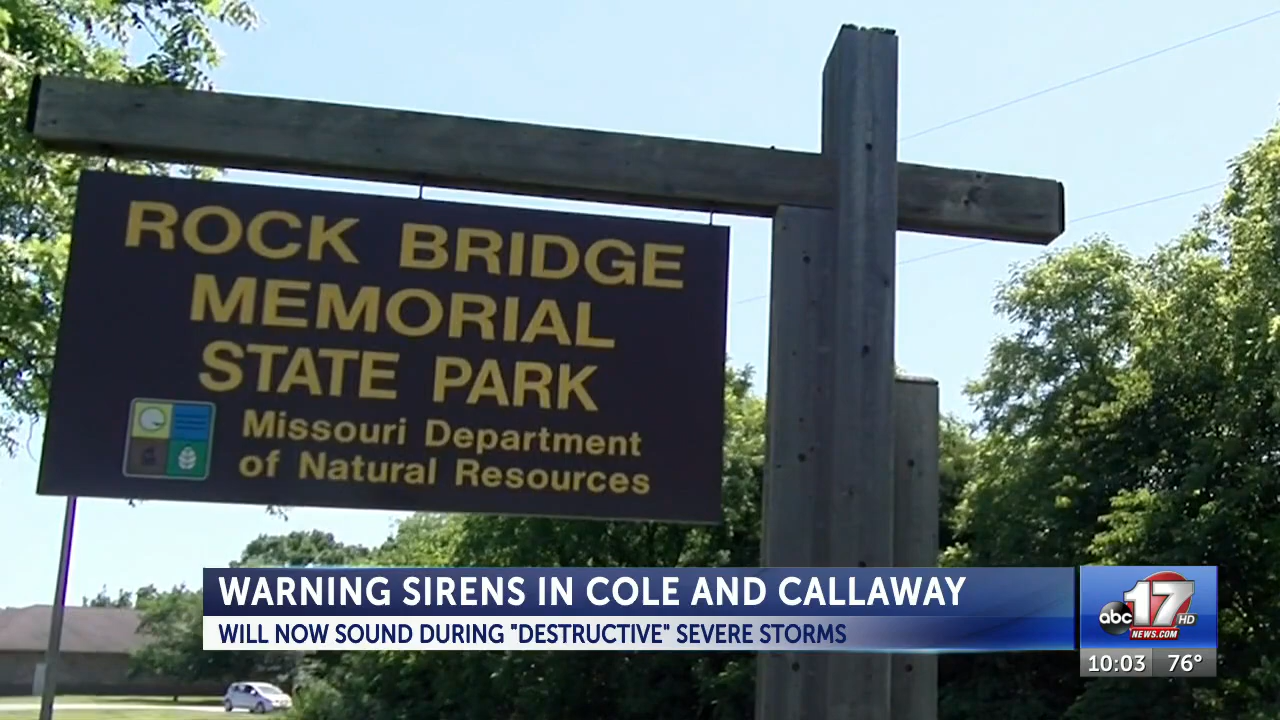 ROCK BRIDGE
MEMORIAL
STATE PARK
Missouri Department
of Natural Resources
WARNING SIRENS IN COLE AND CALLAWAY
WILL NOW SOUND DURING "DESTRUCTIVE" SEVERE STORMS
abc 17 HD
NEWS.COM
10:03 76°